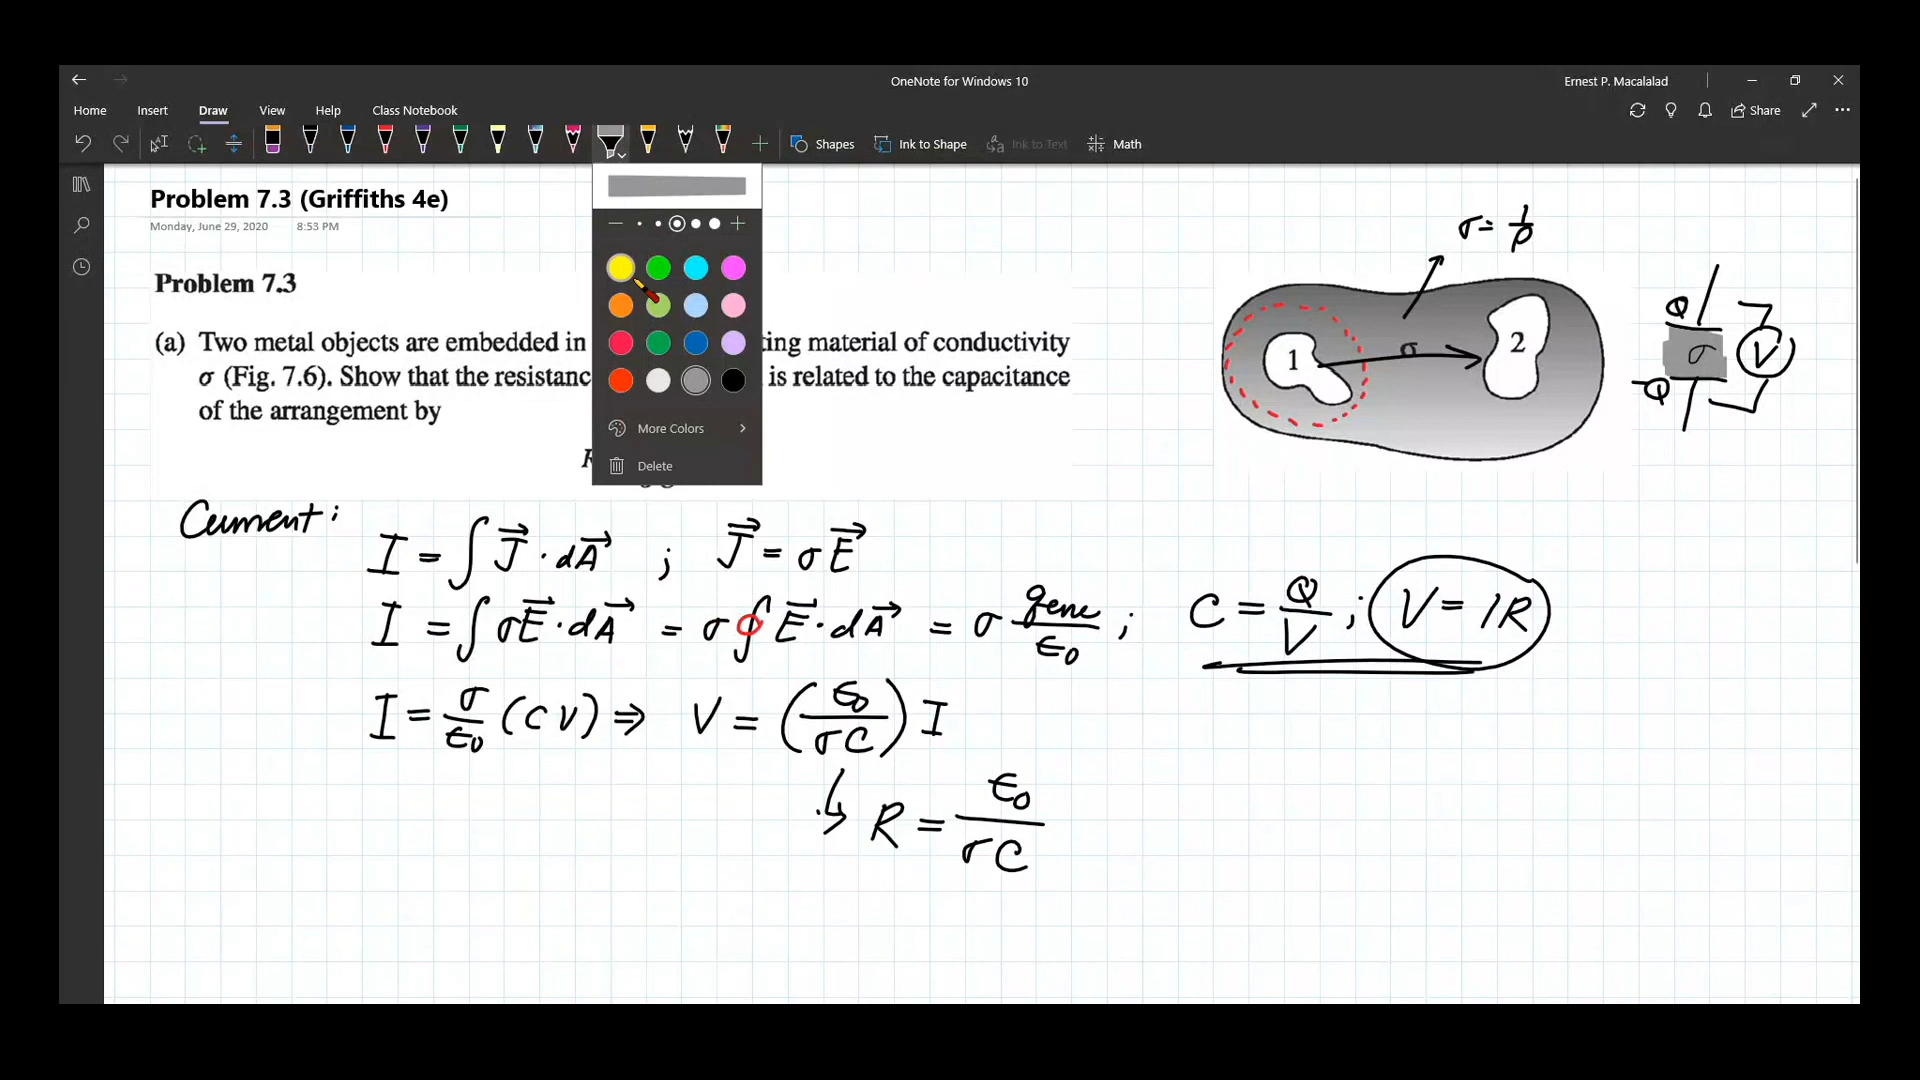 OneNote for Windows 10
Ernest P. Macalalad
Home Insert Draw View Help Class Notebook
Share
Shapes Ink to Shape Ink to Text Math
Problem 7.3 (Griffiths 4e)
Monday, June 29, 2020 8:53 PM
Problem 7.3
(a) Two metal objects are embedded in ting material of conductivity
σ (Fig. 7.6). Show that the resistanc is related to the capacitance
of the arrangement by
More Colors
Delete
σ = 1/ρ
1 σ 2
Q
σ V
-Q
Current:
I = ∫ J⃗ · dA⃗ ; J⃗ = σE⃗
I = ∫ σE⃗ · dA⃗ = σ ∮ E⃗ · dA⃗ = σ qenc/ε₀ ; C = Q/V ; V = IR
I = σ/ε₀ (CV) ⇒ V = (ε₀/σC) I
↳ R = ε₀/σC